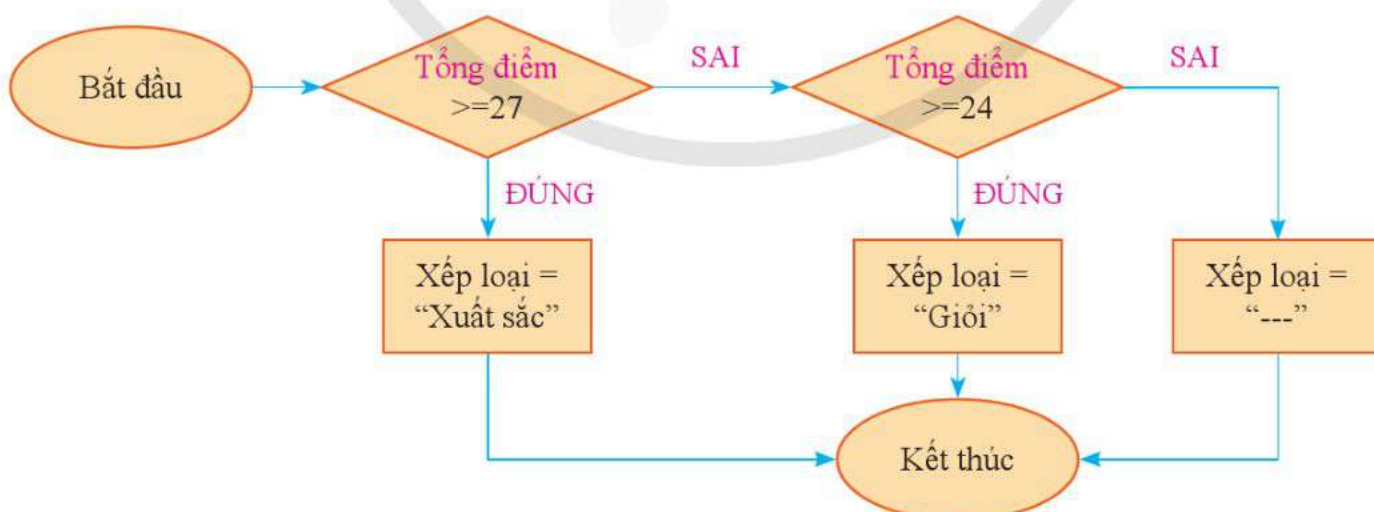 Bắt đầu
Tổng điểm
>=27
SAI
Tổng điểm
>=24
SAI
ĐÚNG
ĐÚNG
Xếp loại =
“Xuất sắc”
Xếp loại =
“Giỏi”
Xếp loại =
“---”
Kết thúc